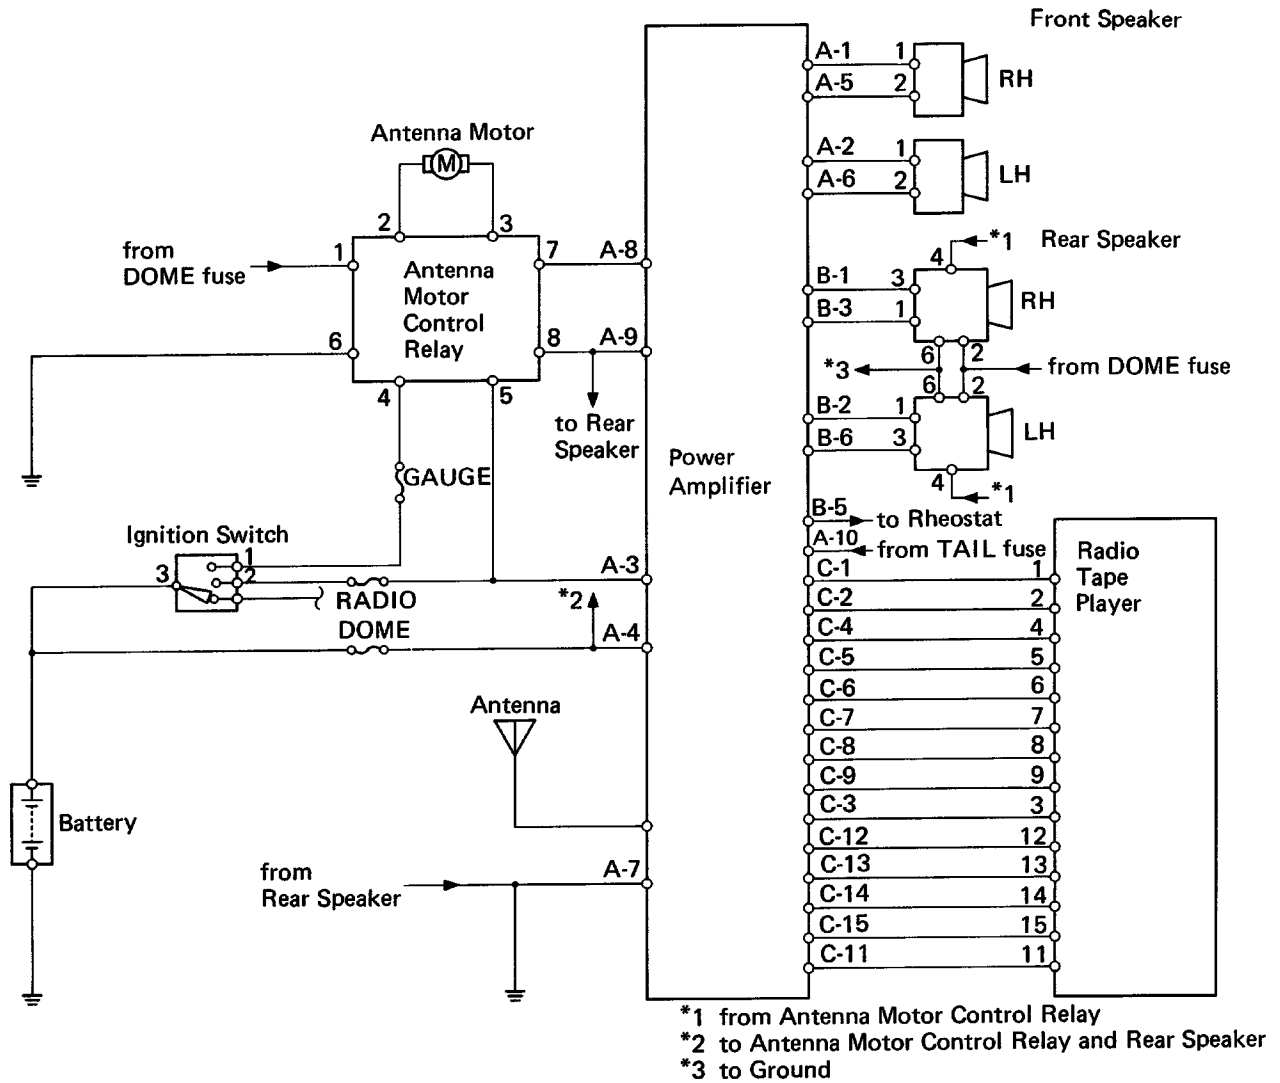 Front Speaker
A-1 1
RH
A-5 2
Antenna Motor
M
A-2 1
LH
A-6 2
2 3
*1 Rear Speaker
4
from
DOME fuse
1
Antenna
Motor
Control
Relay
7 A-8
B-1 3
RH
B-3 1
6
8 A-9
6 2
*3
from DOME fuse
6 2
4 5
to Rear
Speaker
B-2 1
LH
B-6 3
4 *1
GAUGE
Power
Amplifier
B-5 to Rheostat
A-10 from TAIL fuse
Ignition Switch
1
3 2
RADIO
A-3
*2
DOME
A-4
Radio
Tape
Player
C-1 1
C-2 2
C-4 4
C-5 5
C-6 6
C-7 7
C-8 8
C-9 9
C-3 3
C-12 12
C-13 13
C-14 14
C-15 15
C-11 11
Antenna
Battery
from
Rear Speaker
A-7
*1 from Antenna Motor Control Relay
*2 to Antenna Motor Control Relay and Rear Speaker
*3 to Ground